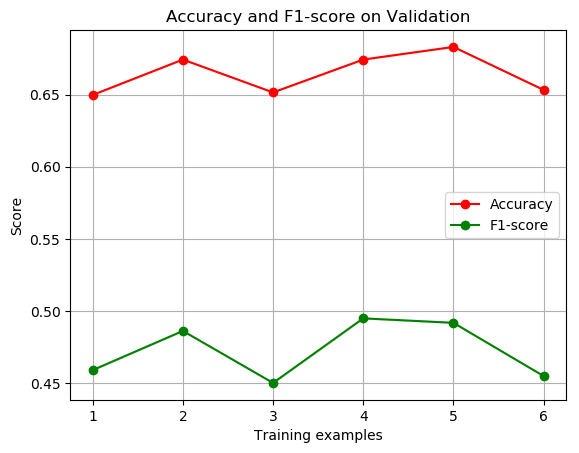 Accuracy and F1-score on Validation
Score
0.65
0.60
0.55
0.50
0.45
Accuracy
F1-score
1 2 3 4 5 6
Training examples